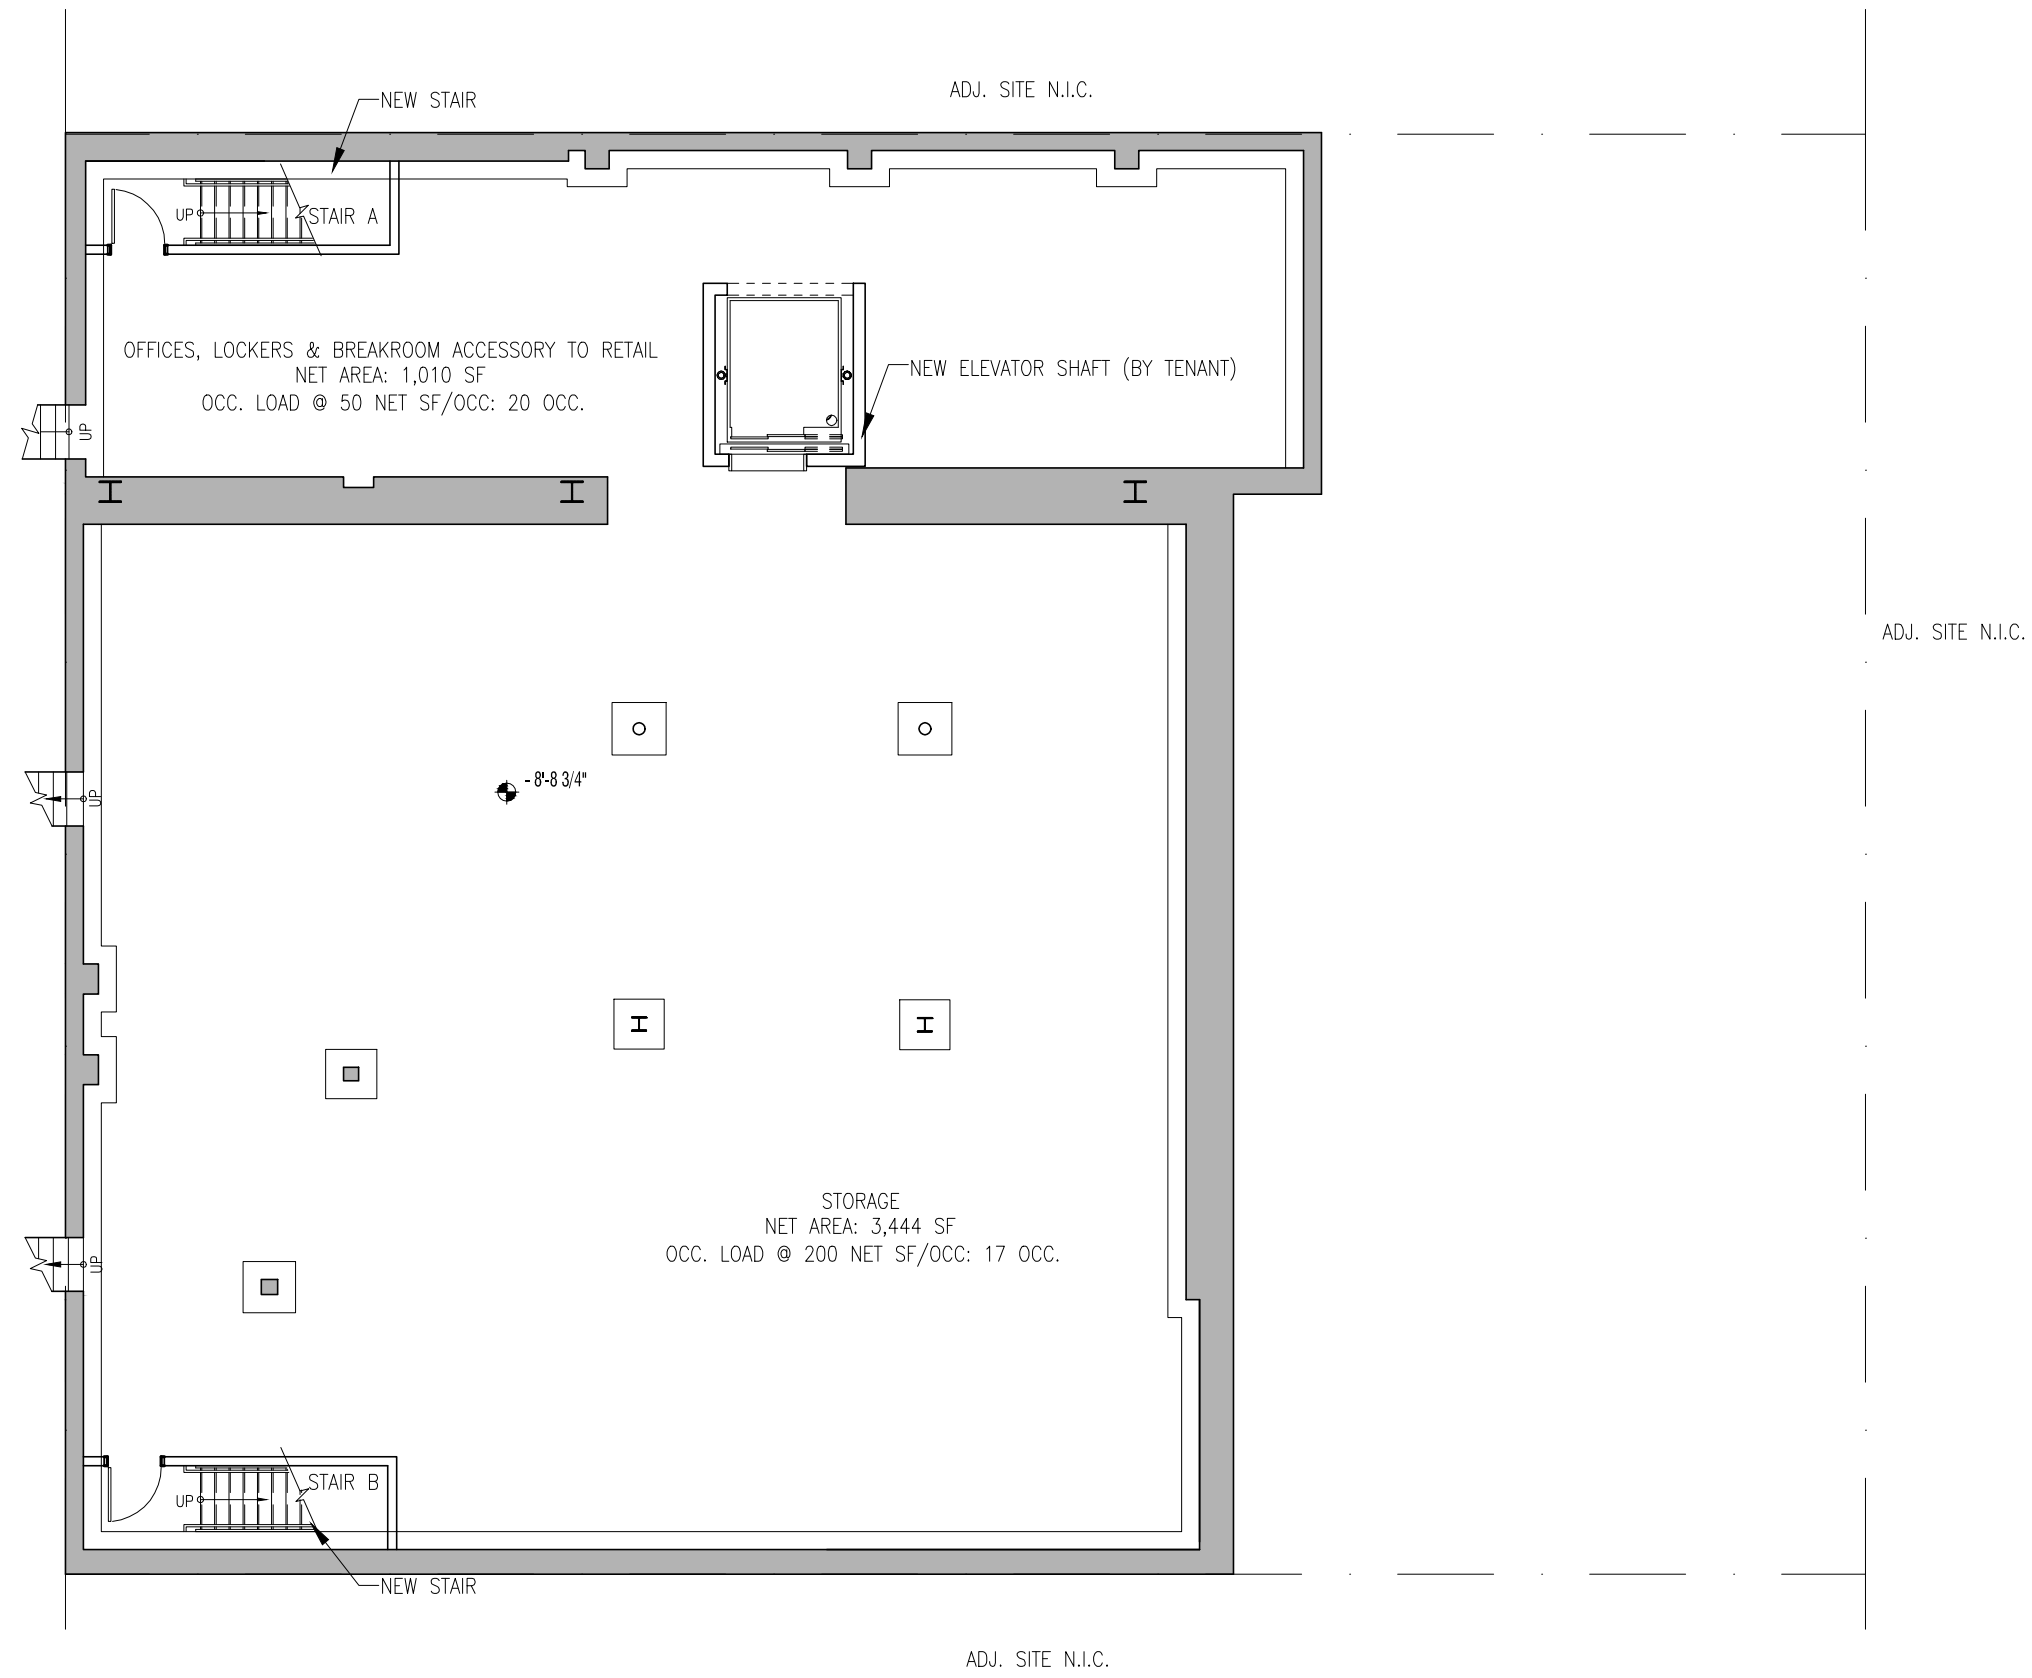 ADJ. SITE N.I.C.
NEW STAIR
UP
STAIR A
OFFICES, LOCKERS & BREAKROOM ACCESSORY TO RETAIL
NET AREA: 1,010 SF
OCC. LOAD @ 50 NET SF/OCC: 20 OCC.
NEW ELEVATOR SHAFT (BY TENANT)
UP
ADJ. SITE N.I.C.
- 8'-8 3/4"
UP
STORAGE
NET AREA: 3,444 SF
OCC. LOAD @ 200 NET SF/OCC: 17 OCC.
UP
STAIR B
UP
NEW STAIR
ADJ. SITE N.I.C.